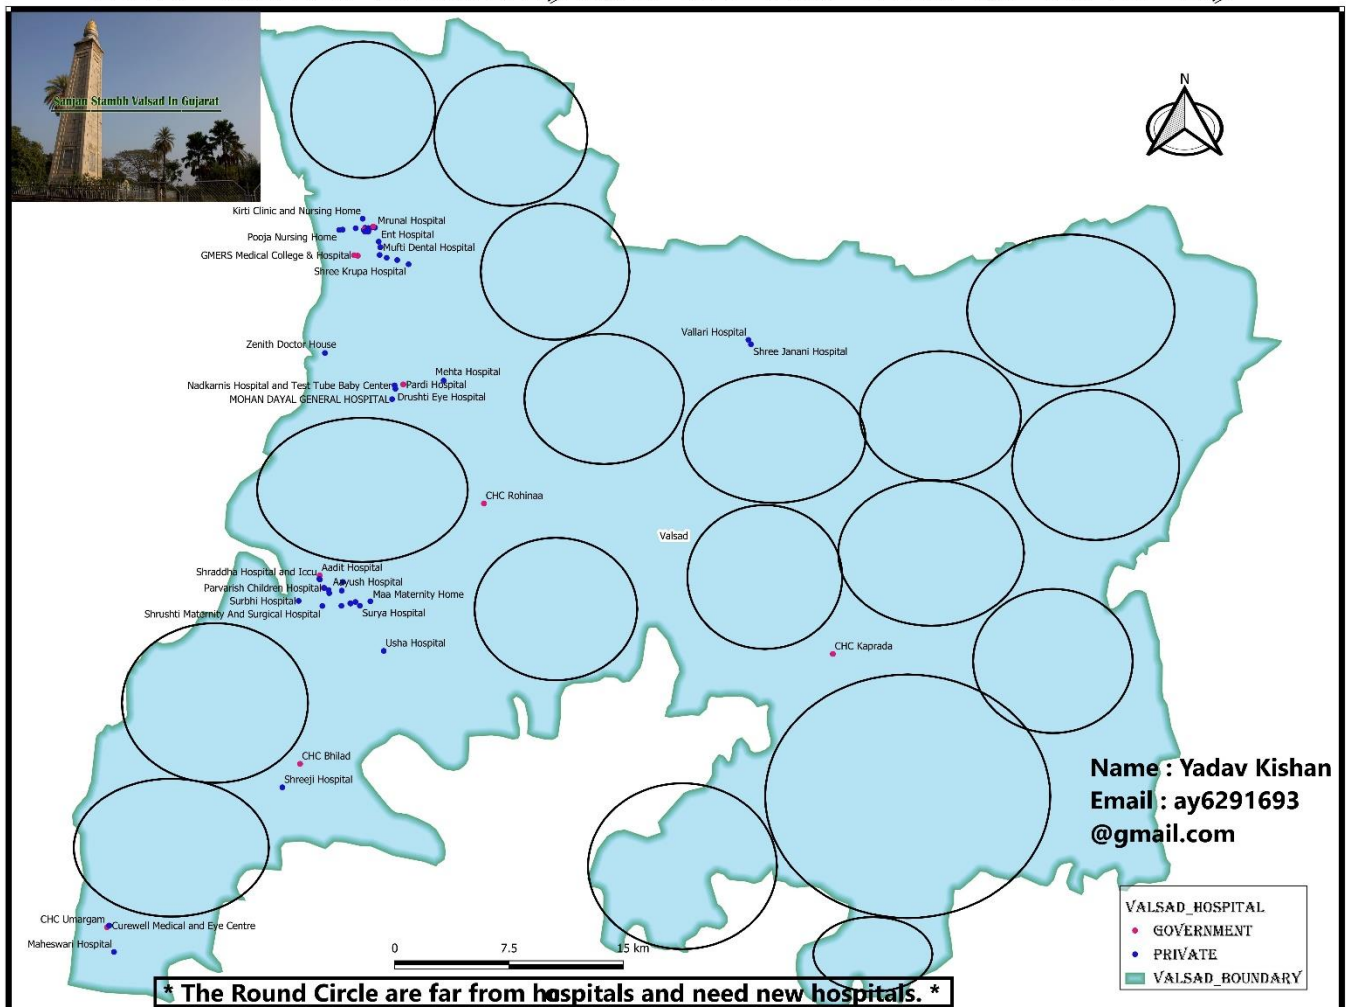 Sanjan Stambh Valsad In Gujarat
N
Kirti Clinic and Nursing Home
Mrunal Hospital
Pooja Nursing Home
Ent Hospital
Mufti Dental Hospital
GMERS Medical College & Hospital
Shree Krupa Hospital
Vallari Hospital
Shree Janani Hospital
Zenith Doctor House
Mehta Hospital
Nadkarnis Hospital and Test Tube Baby Center
Pardi Hospital
Drushti Eye Hospital
MOHAN DAYAL GENERAL HOSPITAL
CHC Rohinaa
Valsad
Shraddha Hospital and Iccu
Aadit Hospital
Parvarish Children Hospital
Aayush Hospital
Surbhi Hospital
Maa Maternity Home
Shrushti Maternity And Surgical Hospital
Surya Hospital
Usha Hospital
CHC Kaprada
CHC Bhilad
Shreeji Hospital
Name : Yadav Kishan
Email : ay6291693
@gmail.com
CHC Umargam
Curewell Medical and Eye Centre
Maheswari Hospital
0 7.5 15 km
VALSAD_HOSPITAL
GOVERNMENT
PRIVATE
VALSAD_BOUNDARY
* The Round Circle are far from hospitals and need new hospitals. *